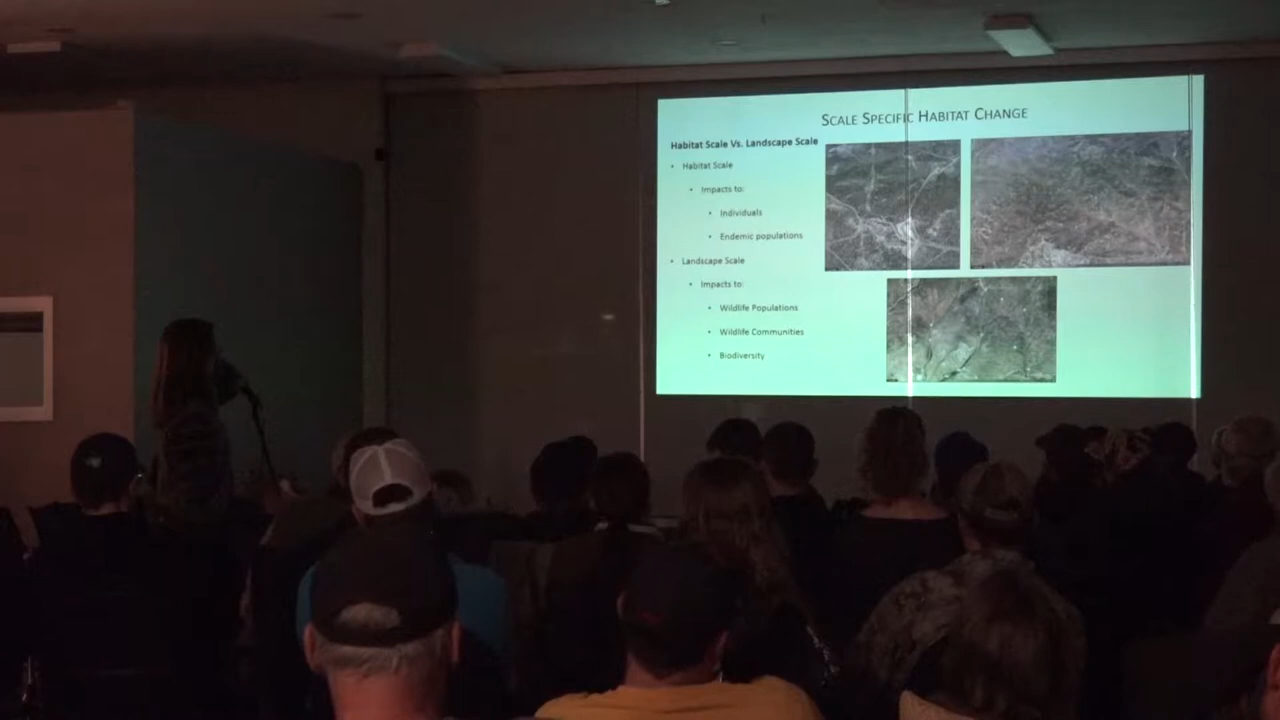 Scale Specific Habitat Change
Habitat Scale Vs. Landscape Scale
• Habitat Scale
• Impacts to:
• Individuals
• Endemic populations
• Landscape Scale
• Impacts to:
• Wildlife Populations
• Wildlife Communities
• Biodiversity